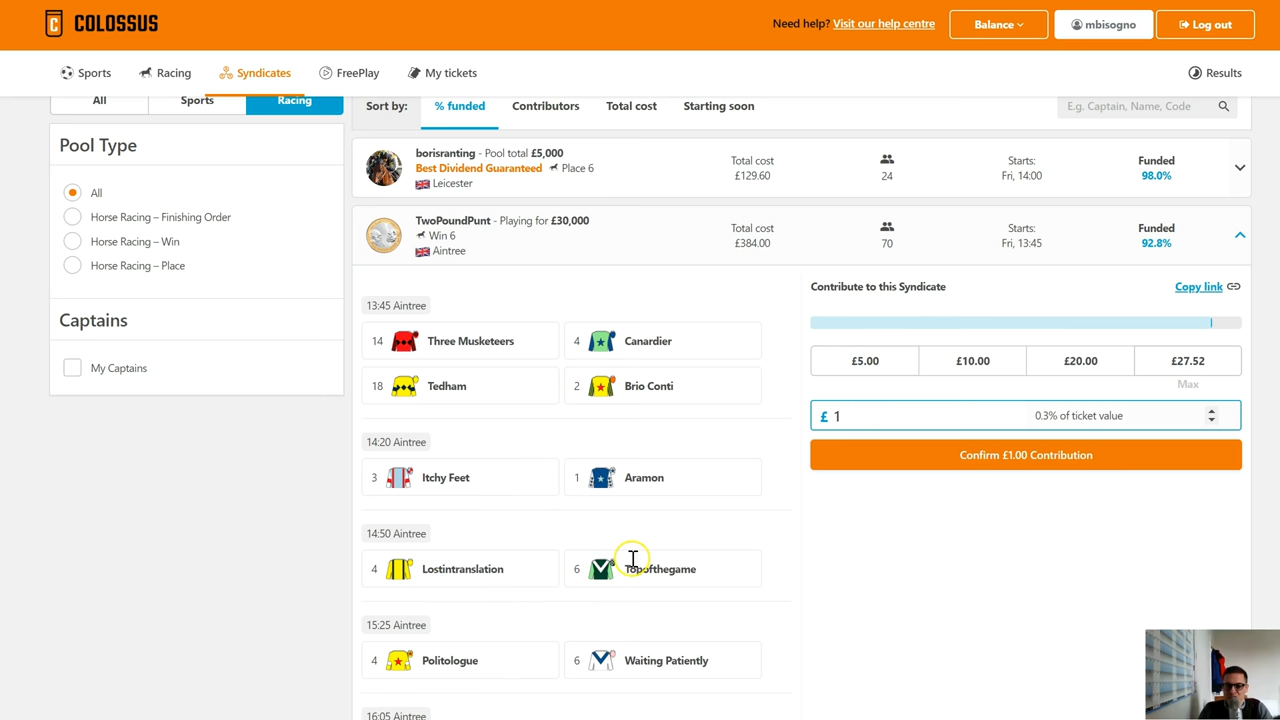 COLOSSUS
Need help? Visit our help centre
Balance
mbisogno
Log out
Sports
Racing
Syndicates
FreePlay
My tickets
Results
All
Sports
Racing
Sort by:
% funded
Contributors
Total cost
Starting soon
E.g. Captain, Name, Code
Pool Type
All
Horse Racing – Finishing Order
Horse Racing – Win
Horse Racing – Place
Captains
My Captains
borisranting - Pool total £5,000
Best Dividend Guaranteed Place 6
Leicester
Total cost
£129.60
24
Starts:
Fri, 14:00
Funded
98.0%
TwoPoundPunt - Playing for £30,000
Win 6
Aintree
Total cost
£384.00
70
Starts:
Fri, 13:45
Funded
92.8%
13:45 Aintree
14 Three Musketeers
4 Canardier
18 Tedham
2 Brio Conti
14:20 Aintree
3 Itchy Feet
1 Aramon
14:50 Aintree
4 Lostintranslation
6 Topofthegame
15:25 Aintree
4 Politologue
6 Waiting Patiently
16:05 Aintree
Contribute to this Syndicate
Copy link
£5.00
£10.00
£20.00
£27.52
Max
£ 1
0.3% of ticket value
Confirm £1.00 Contribution